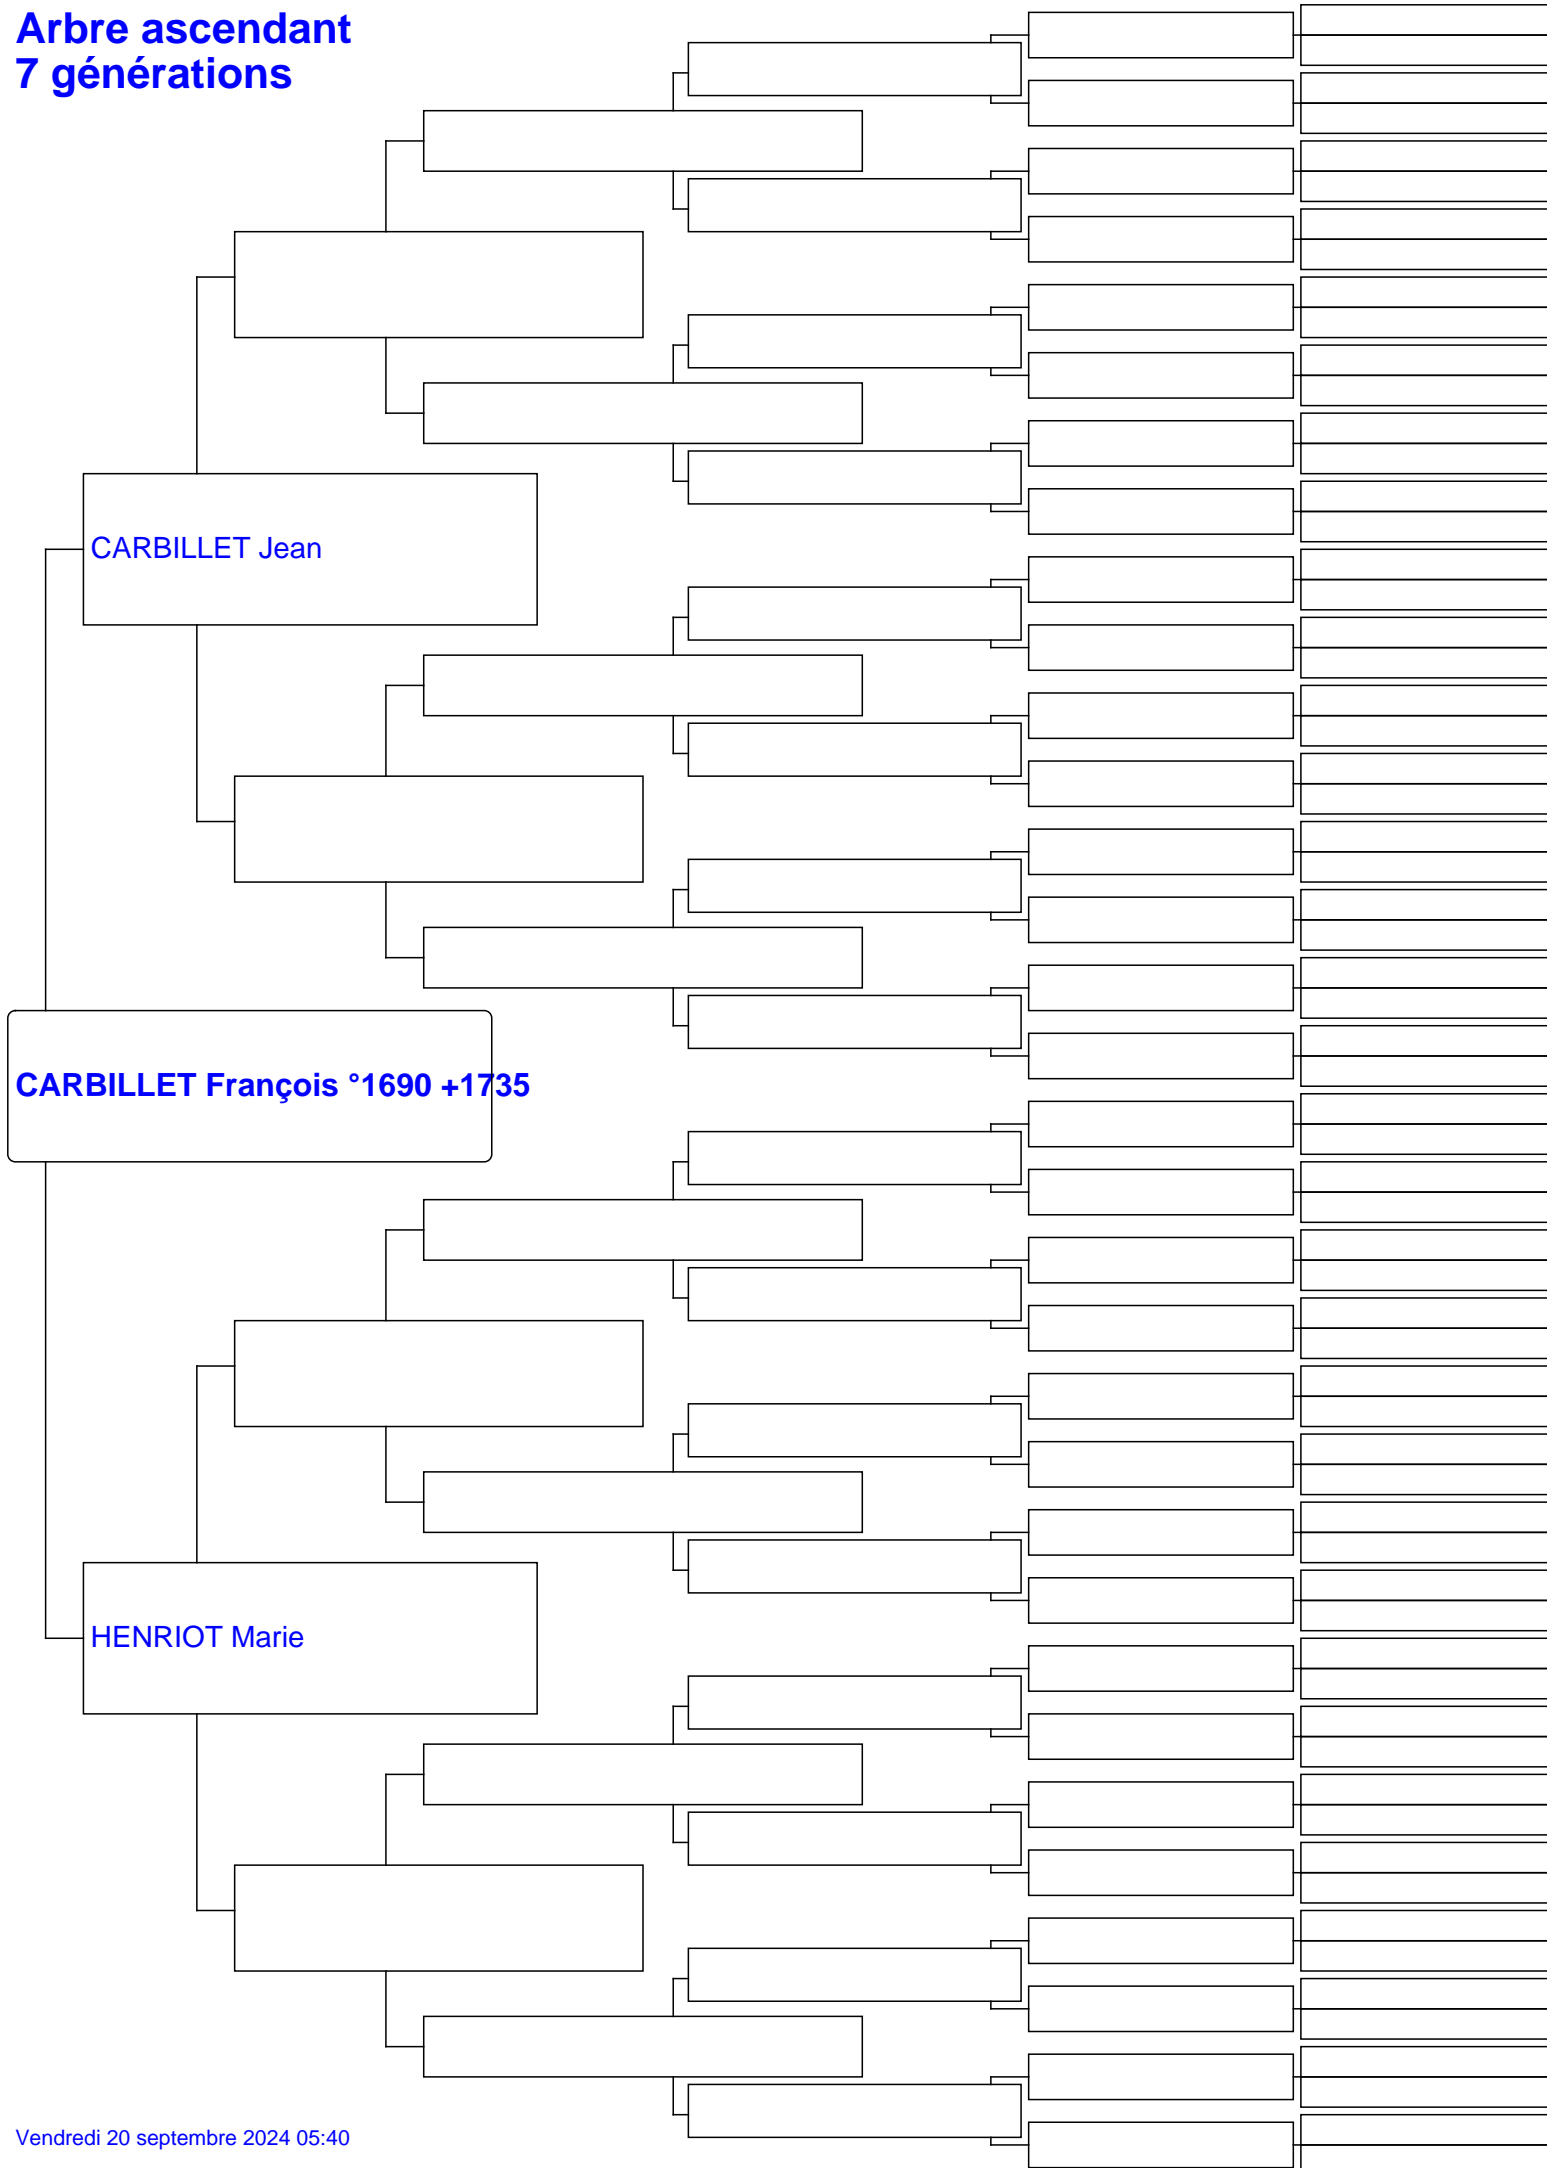 Arbre ascendant
7 générations
CARBILLET Jean
CARBILLET François °1690 +1735
HENRIOT Marie
Vendredi 20 septembre 2024 05:40